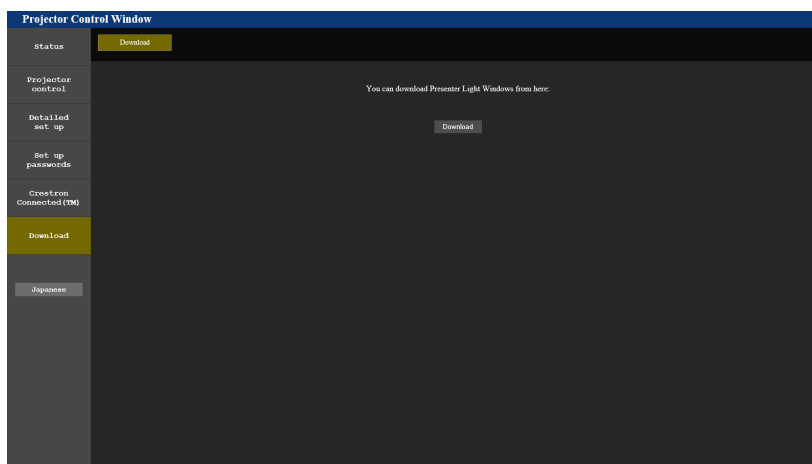 Projector Control Window
Status
Download
Projector
control
You can download Presenter Light Windows from here:
Detailed
set up
Download
Set up
passwords
Crestron
Connected(TM)
Download
Japanese